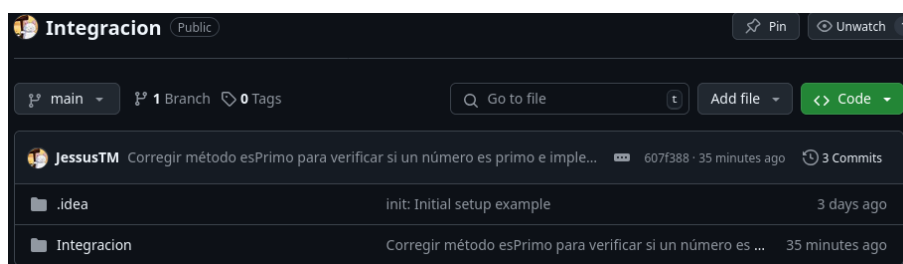 Integracion Public Pin Unwatch
main 1 Branch 0 Tags Go to file t Add file Code
JessusTM Corregir método esPrimo para verificar si un número es primo e imple... 607f388 · 35 minutes ago 3 Commits
.idea init: Initial setup example 3 days ago
Integracion Corregir método esPrimo para verificar si un número es ... 35 minutes ago